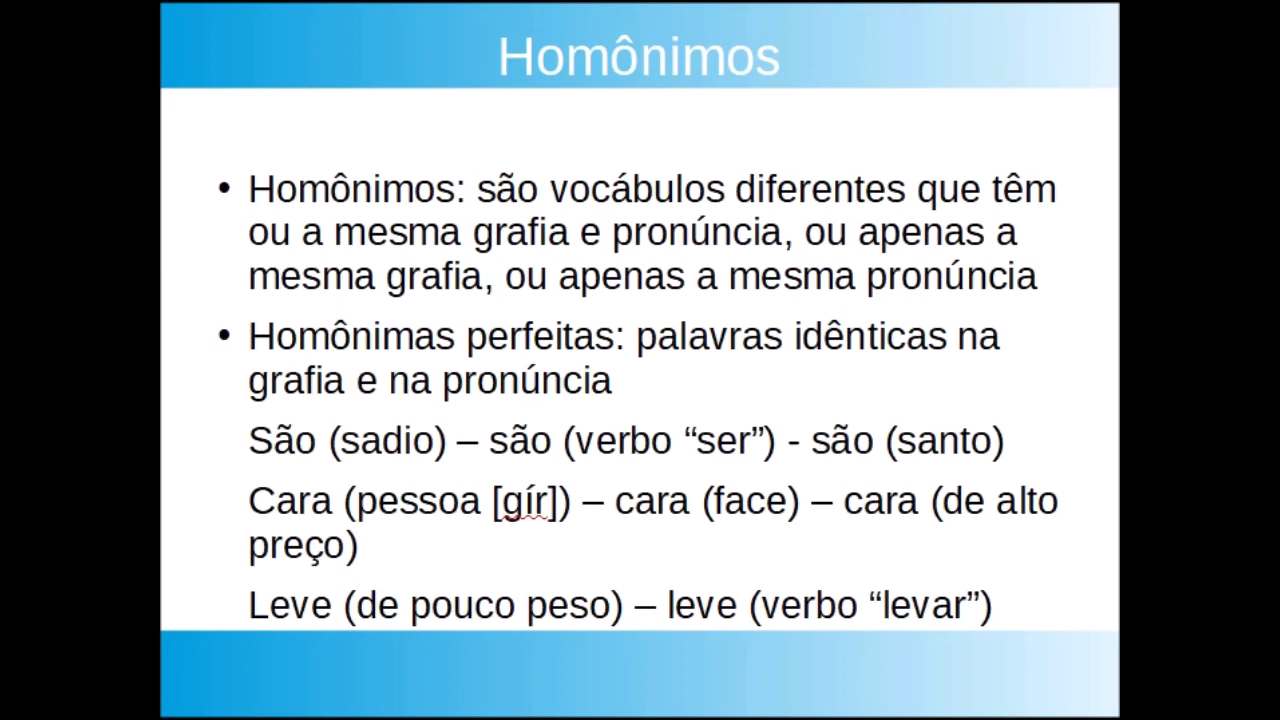 Homônimos
• Homônimos: são vocábulos diferentes que têm
ou a mesma grafia e pronúncia, ou apenas a
mesma grafia, ou apenas a mesma pronúncia
• Homônimas perfeitas: palavras idênticas na
grafia e na pronúncia
São (sadio) – são (verbo “ser”) - são (santo)
Cara (pessoa [gír]) – cara (face) – cara (de alto
preço)
Leve (de pouco peso) – leve (verbo “levar”)